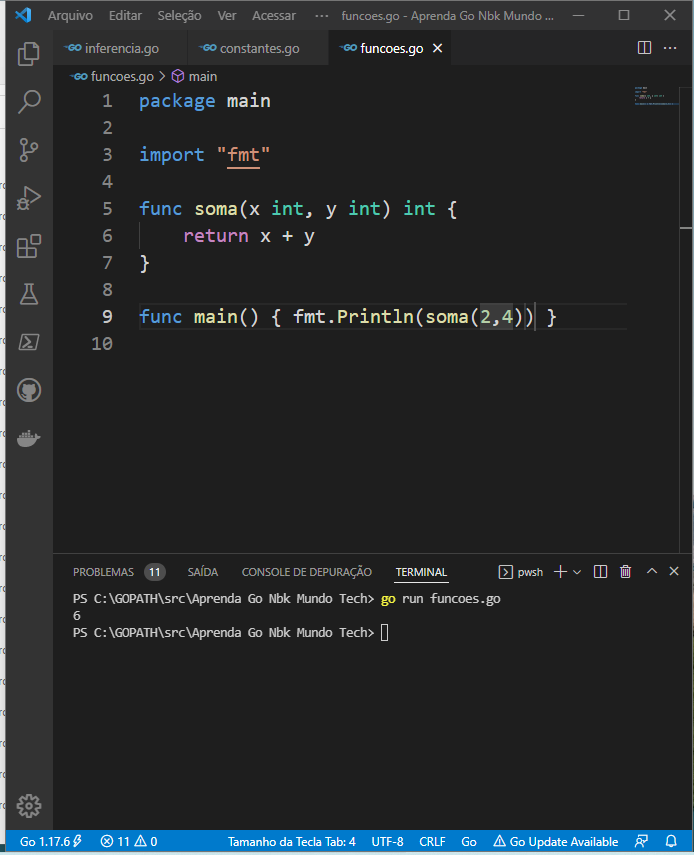 Arquivo Editar Seleção Ver Acessar ··· funcoes.go - Aprenda Go Nbk Mundo ...
GO inferencia.go GO constantes.go GO funcoes.go
GO funcoes.go > main
1 package main
2
3 import "fmt"
4
5 func soma(x int, y int) int {
6 return x + y
7 }
8
9 func main() { fmt.Println(soma(2,4)) }
10
PROBLEMAS 11 SAÍDA CONSOLE DE DEPURAÇÃO TERMINAL pwsh
PS C:\GOPATH\src\Aprenda Go Nbk Mundo Tech> go run funcoes.go
6
PS C:\GOPATH\src\Aprenda Go Nbk Mundo Tech>
Go 1.17.6 11 0 Tamanho da Tecla Tab: 4 UTF-8 CRLF Go Go Update Available